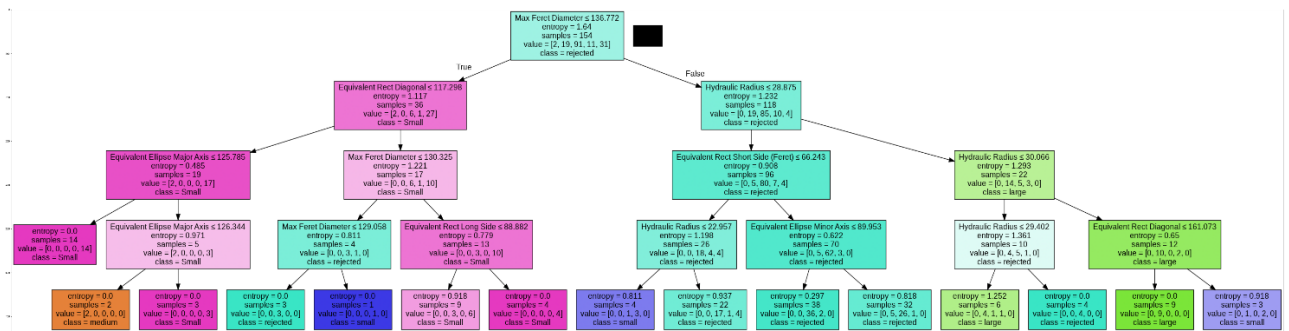 Max Feret Diameter ≤ 136.772
entropy = 1.64
samples = 154
value = [2, 19, 91, 11, 31]
class = rejected
True
False
Equivalent Rect Diagonal ≤ 117.298
entropy = 1.117
samples = 36
value = [2, 0, 6, 1, 27]
class = Small
Hydraulic Radius ≤ 28.875
entropy = 1.232
samples = 118
value = [0, 19, 85, 10, 4]
class = rejected
Equivalent Ellipse Major Axis ≤ 125.785
entropy = 0.485
samples = 19
value = [2, 0, 0, 0, 17]
class = Small
Max Feret Diameter ≤ 130.325
entropy = 1.221
samples = 17
value = [0, 0, 6, 1, 10]
class = Small
Equivalent Rect Short Side (Feret) ≤ 66.243
entropy = 0.908
samples = 96
value = [0, 5, 80, 7, 4]
class = rejected
Hydraulic Radius ≤ 30.066
entropy = 1.293
samples = 22
value = [0, 14, 5, 3, 0]
class = large
entropy = 0.0
samples = 14
value = [0, 0, 0, 0, 14]
class = Small
Equivalent Ellipse Major Axis ≤ 126.344
entropy = 0.971
samples = 5
value = [2, 0, 0, 0, 3]
class = Small
Max Feret Diameter ≤ 129.058
entropy = 0.811
samples = 4
value = [0, 0, 3, 1, 0]
class = rejected
Equivalent Rect Long Side ≤ 88.882
entropy = 0.779
samples = 13
value = [0, 0, 3, 0, 10]
class = Small
Hydraulic Radius ≤ 22.957
entropy = 1.198
samples = 26
value = [0, 0, 18, 4, 4]
class = rejected
Equivalent Ellipse Minor Axis ≤ 89.953
entropy = 0.622
samples = 70
value = [0, 5, 62, 3, 0]
class = rejected
Hydraulic Radius ≤ 29.402
entropy = 1.361
samples = 10
value = [0, 4, 5, 1, 0]
class = rejected
Equivalent Rect Diagonal ≤ 161.073
entropy = 0.65
samples = 12
value = [0, 10, 0, 2, 0]
class = large
entropy = 0.0
samples = 2
value = [2, 0, 0, 0, 0]
class = medium
entropy = 0.0
samples = 3
value = [0, 0, 0, 0, 3]
class = Small
entropy = 0.0
samples = 3
value = [0, 0, 3, 0, 0]
class = rejected
entropy = 0.0
samples = 1
value = [0, 0, 0, 1, 0]
class = small
entropy = 0.918
samples = 9
value = [0, 0, 3, 0, 6]
class = Small
entropy = 0.0
samples = 4
value = [0, 0, 0, 0, 4]
class = Small
entropy = 0.811
samples = 4
value = [0, 0, 1, 3, 0]
class = small
entropy = 0.937
samples = 22
value = [0, 0, 17, 1, 4]
class = rejected
entropy = 0.297
samples = 38
value = [0, 0, 36, 2, 0]
class = rejected
entropy = 0.818
samples = 32
value = [0, 5, 26, 1, 0]
class = rejected
entropy = 1.252
samples = 6
value = [0, 4, 1, 1, 0]
class = large
entropy = 0.0
samples = 4
value = [0, 0, 4, 0, 0]
class = rejected
entropy = 0.0
samples = 9
value = [0, 9, 0, 0, 0]
class = large
entropy = 0.918
samples = 3
value = [0, 1, 0, 2, 0]
class = small